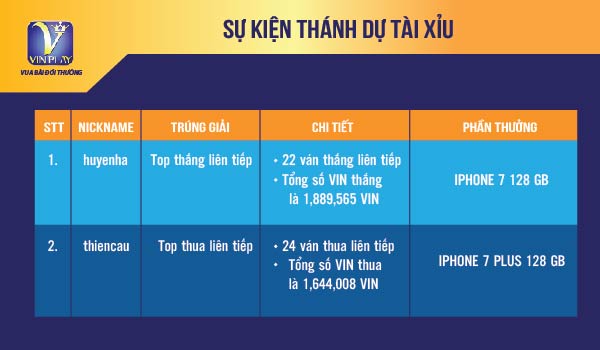 V
VINPLAY
VUA BÀI ĐỔI THƯỞNG
SỰ KIỆN THÁNH DỰ TÀI XỈU
STT NICKNAME TRÚNG GIẢI CHI TIẾT PHẦN THƯỞNG
1. huyenha Top thắng liên tiếp • 22 ván thắng liên tiếp
• Tổng số VIN thắng
là 1,889,565 VIN
IPHONE 7 128 GB
2. thiencau Top thua liên tiếp • 24 ván thua liên tiếp
• Tổng số VIN thua
là 1,644,008 VIN
IPHONE 7 PLUS 128 GB